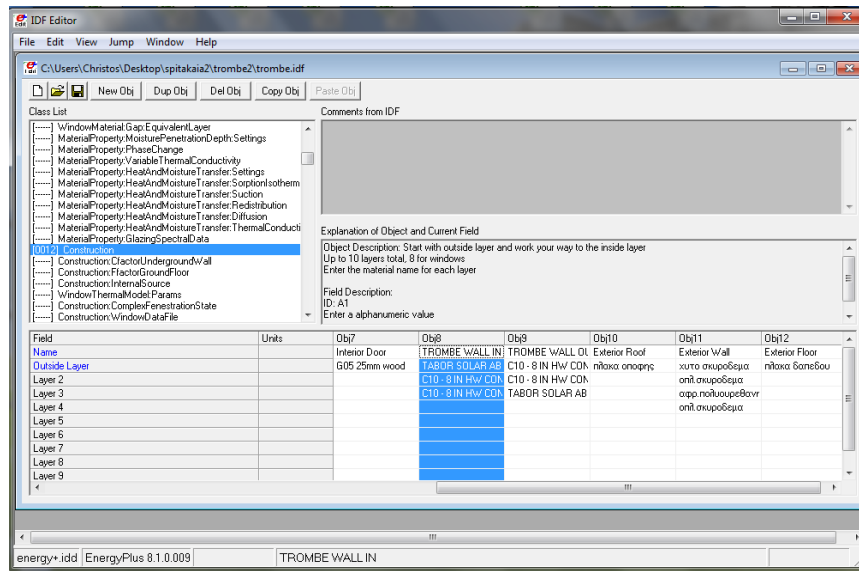 IDF Editor
File Edit View Jump Window Help
C:\Users\Christos\Desktop\spitakaia2\trombe2\trombe.idf
New Obj Dup Obj Del Obj Copy Obj Paste Obj
Class List
Comments from IDF
[------] WindowMaterial:Gap:EquivalentLayer
[------] MaterialProperty:MoisturePenetrationDepth:Settings
[------] MaterialProperty:PhaseChange
[------] MaterialProperty:VariableThermalConductivity
[------] MaterialProperty:HeatAndMoistureTransfer:Settings
[------] MaterialProperty:HeatAndMoistureTransfer:SorptionIsotherm
[------] MaterialProperty:HeatAndMoistureTransfer:Suction
[------] MaterialProperty:HeatAndMoistureTransfer:Redistribution
[------] MaterialProperty:HeatAndMoistureTransfer:Diffusion
[------] MaterialProperty:HeatAndMoistureTransfer:ThermalConducti
[------] MaterialProperty:GlazingSpectralData
[0012] Construction
[------] Construction:CfactorUndergroundWall
[------] Construction:FfactorGroundFloor
[------] Construction:InternalSource
[------] WindowThermalModel:Params
[------] Construction:ComplexFenestrationState
[------] Construction:WindowDataFile
Explanation of Object and Current Field
Object Description: Start with outside layer and work your way to the inside layer
Up to 10 layers total, 8 for windows
Enter the material name for each layer
Field Description:
ID: A1
Enter a alphanumeric value
Field Units Obj7 Obj8 Obj9 Obj10 Obj11 Obj12
Name Interior Door TROMBE WALL IN TROMBE WALL OU Exterior Roof Exterior Wall Exterior Floor
Outside Layer G05 25mm wood TABOR SOLAR AB C10 - 8 IN HW CON πλακα οποφης χυτο σκυροδεμα πλακα δαπεδου
Layer 2 C10 - 8 IN HW CON C10 - 8 IN HW CON οπλ.σκυροδεμα
Layer 3 C10 - 8 IN HW CON TABOR SOLAR AB αφρ.πολυουρεθαν
Layer 4 οπλ.σκυροδεμα
Layer 5
Layer 6
Layer 7
Layer 8
Layer 9
energy+.idd EnergyPlus 8.1.0.009 TROMBE WALL IN